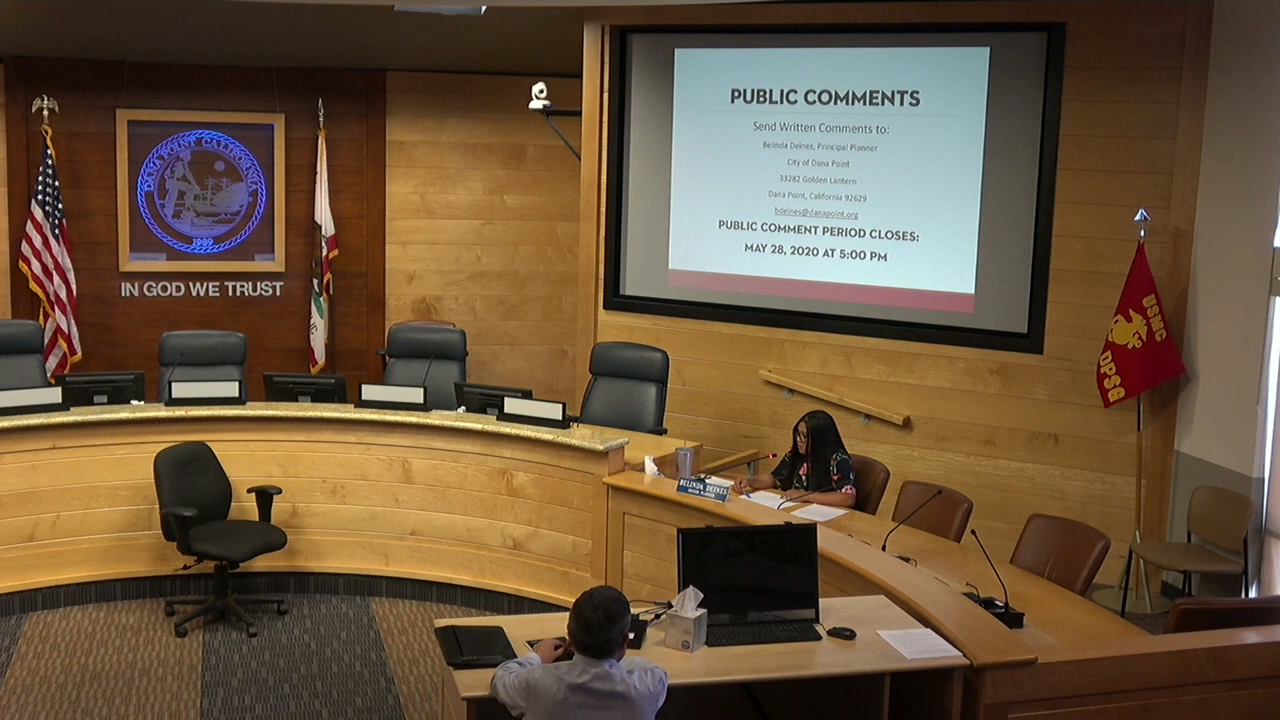 DANA POINT CALIFORNIA
1989
IN GOD WE TRUST
PUBLIC COMMENTS
Send Written Comments to:
Belinda Deines, Principal Planner
City of Dana Point
33282 Golden Lantern
Dana Point, California 92629
bdeines@danapoint.org
PUBLIC COMMENT PERIOD CLOSES:
MAY 28, 2020 AT 5:00 PM
USMC
DPSG
BELINDA DEINES
SENIOR PLANNER